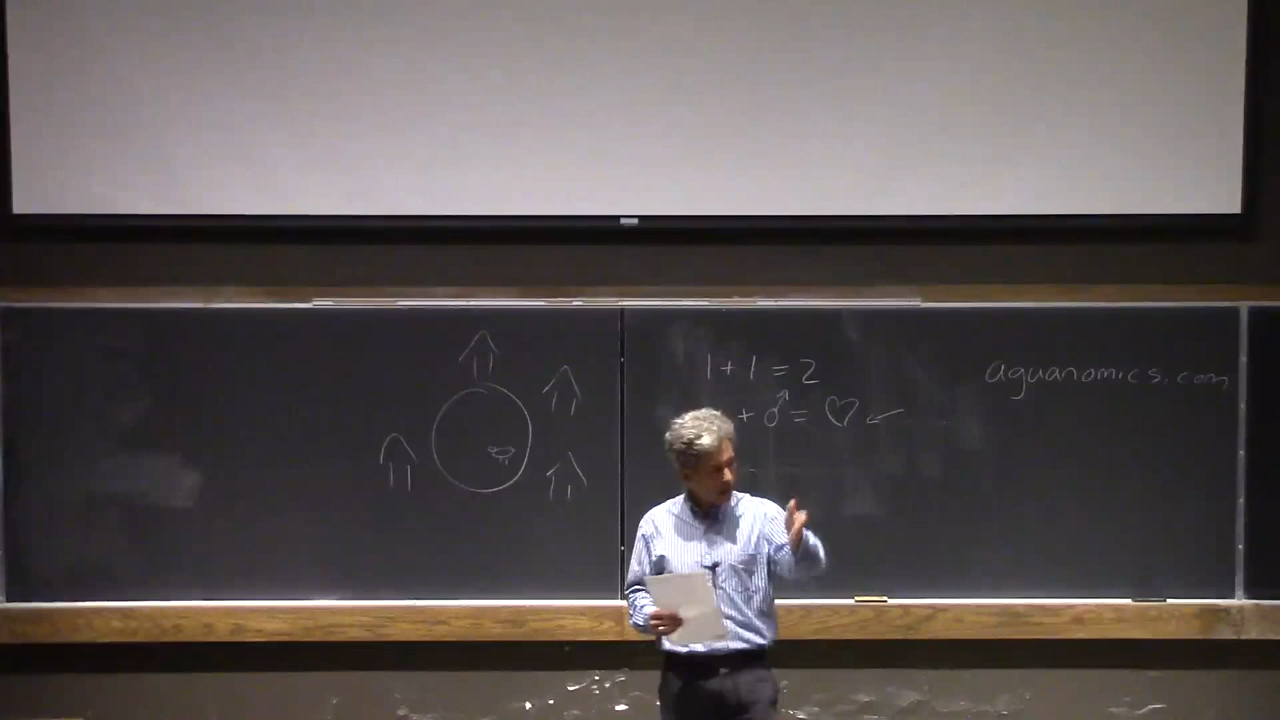 1 + 1 = 2
+ ♂ = ♡ ↙
aguanomics.com